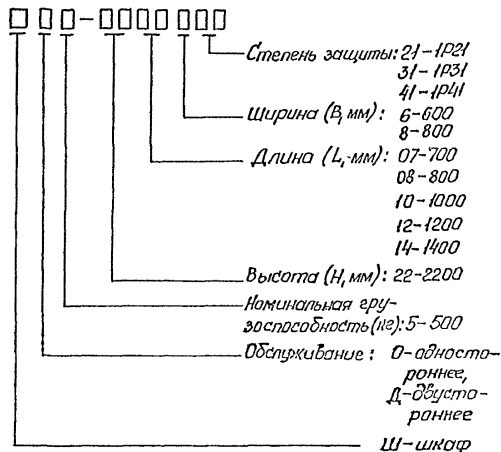 Степень защиты: 21-IP21
31-IP31
41-IP41
Ширина (B, мм): 6-600
8-800
Длина (L, мм): 07-700
08-800
10-1000
12-1200
14-1400
Высота (H, мм): 22-2200
Номинальная гру-
зоспособность (кг): 5-500
Обслуживание: О-односто-
роннее,
Д-двусто-
роннее
Ш-шкаф